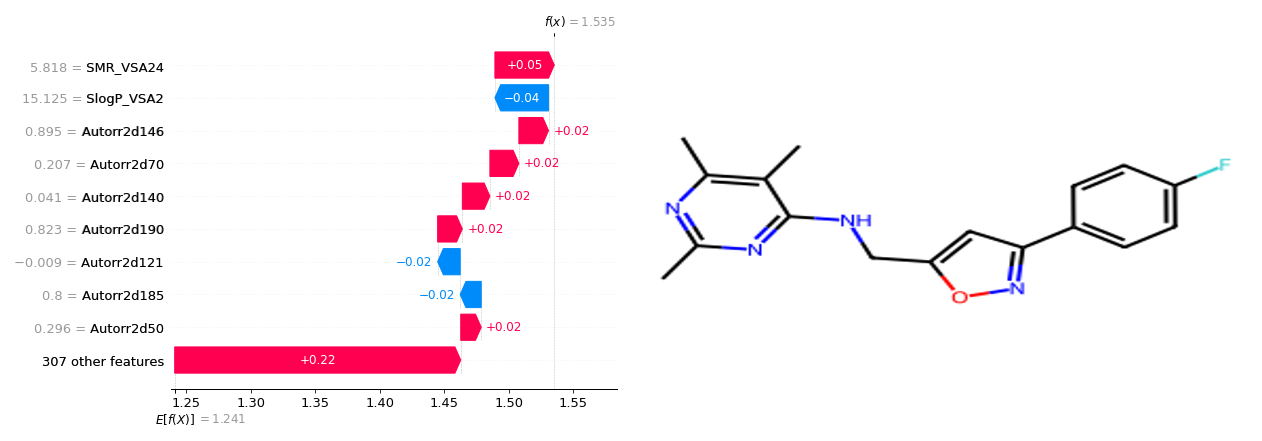 f(x) = 1.535
5.818 = SMR_VSA24
+0.05
15.125 = SlogP_VSA2
−0.04
0.895 = Autorr2d146
+0.02
0.207 = Autorr2d70
+0.02
0.041 = Autorr2d140
+0.02
0.823 = Autorr2d190
+0.02
−0.009 = Autorr2d121
−0.02
0.8 = Autorr2d185
−0.02
0.296 = Autorr2d50
+0.02
307 other features
+0.22
1.25 1.30 1.35 1.40 1.45 1.50 1.55
E[f(X)] = 1.241
F
N
NH
N
N
O